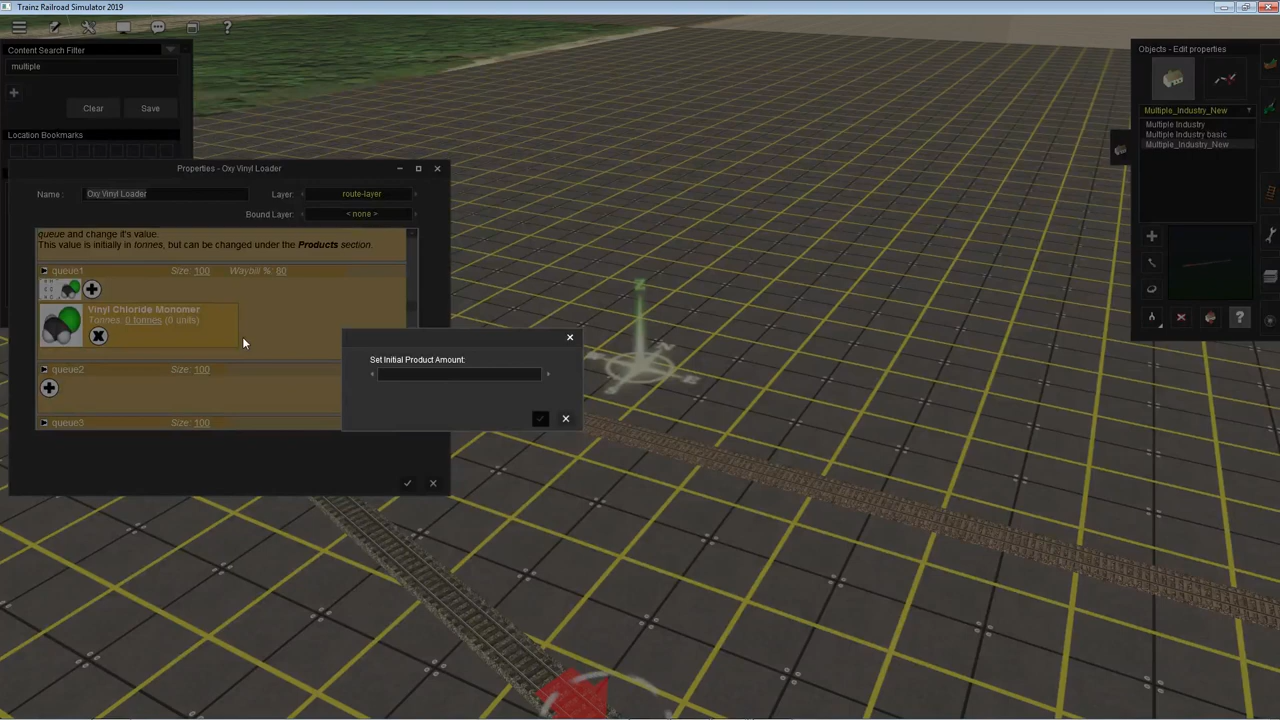 Trainz Railroad Simulator 2019
Content Search Filter
multiple
Clear Save
Location Bookmarks
Properties - Oxy Vinyl Loader
Name : Oxy Vinyl Loader Layer: route-layer
Bound Layer: < none >
queue and change it's value.
This value is initially in tonnes, but can be changed under the Products section.
queue1 Size: 100 Waybill %: 80
Vinyl Chloride Monomer
Tonnes: 0 tonnes (0 units)
queue2 Size: 100
queue3 Size: 100
Set Initial Product Amount:
Objects - Edit properties
Multiple_Industry_New
Multiple Industry
Multiple Industry basic
Multiple_Industry_New